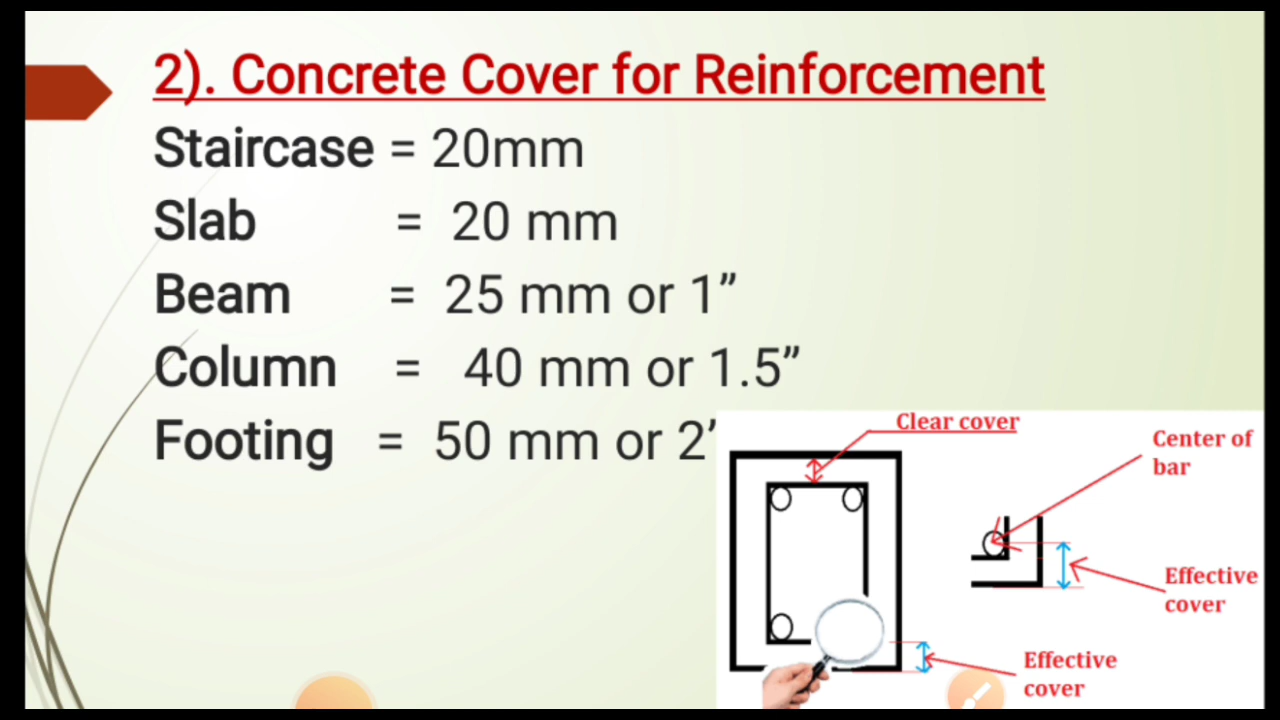 2). Concrete Cover for Reinforcement
Staircase = 20mm
Slab = 20 mm
Beam = 25 mm or 1”
Column = 40 mm or 1.5”
Footing = 50 mm or 2’
Clear cover
Center of
bar
Effective
cover
Effective
cover